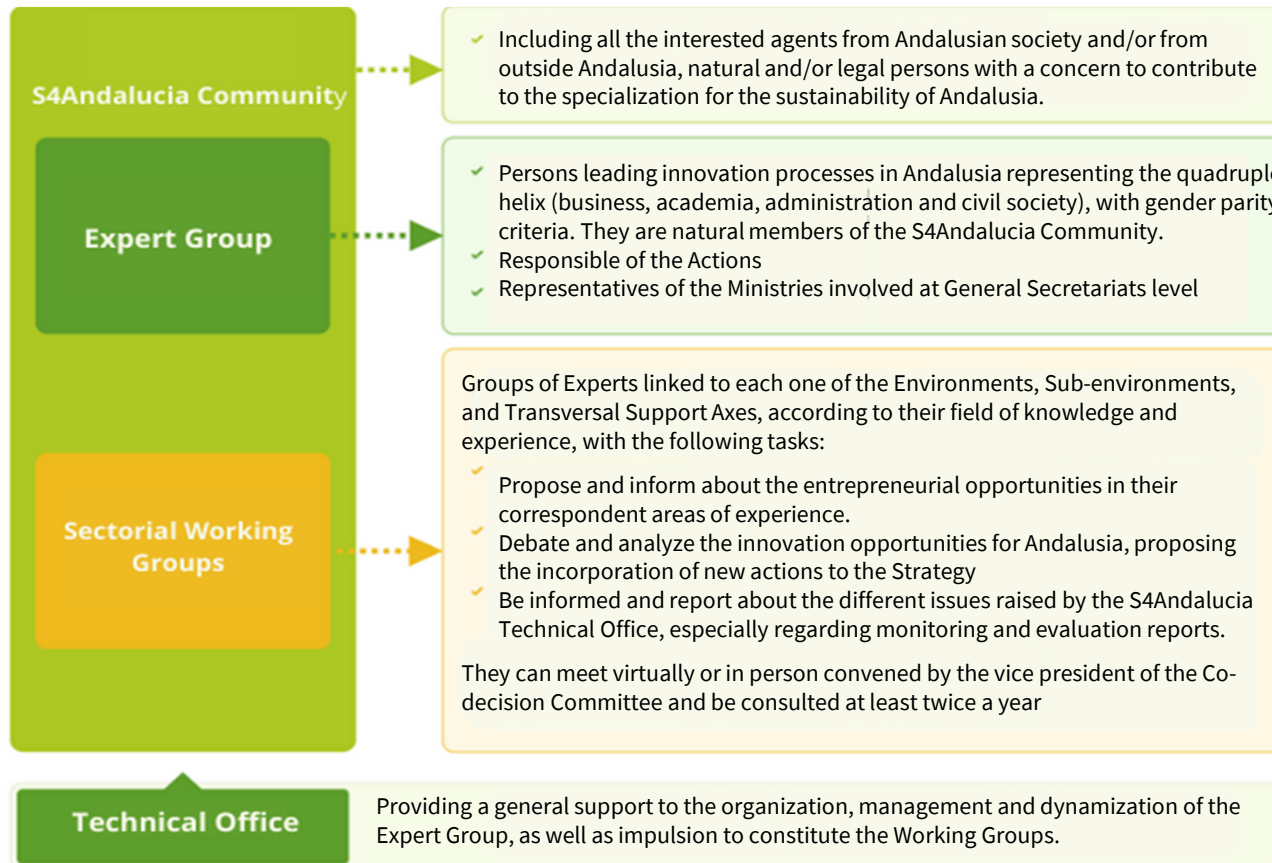 S4Andalucia Community
Including all the interested agents from Andalusian society and/or from
outside Andalusia, natural and/or legal persons with a concern to contribute
to the specialization for the sustainability of Andalusia.
Expert Group
Persons leading innovation processes in Andalusia representing the quadruple
helix (business, academia, administration and civil society), with gender parity
criteria. They are natural members of the S4Andalucia Community.
Responsible of the Actions
Representatives of the Ministries involved at General Secretariats level
Sectorial Working
Groups
Groups of Experts linked to each one of the Environments, Sub-environments,
and Transversal Support Axes, according to their field of knowledge and
experience, with the following tasks:
Propose and inform about the entrepreneurial opportunities in their
correspondent areas of experience.
Debate and analyze the innovation opportunities for Andalusia, proposing
the incorporation of new actions to the Strategy
Be informed and report about the different issues raised by the S4Andalucia
Technical Office, especially regarding monitoring and evaluation reports.
They can meet virtually or in person convened by the vice president of the Co-
decision Committee and be consulted at least twice a year
Technical Office
Providing a general support to the organization, management and dynamization of the
Expert Group, as well as impulsion to constitute the Working Groups.